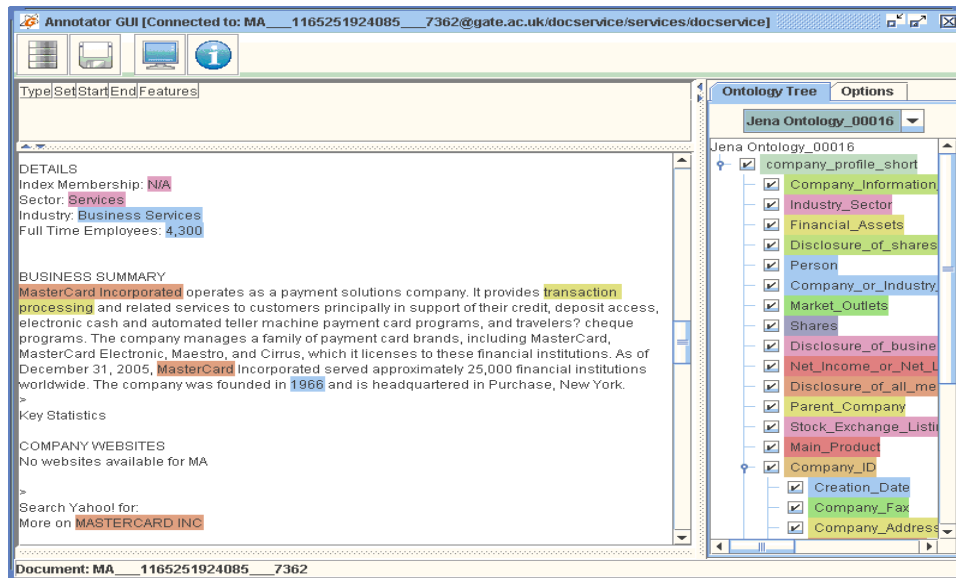 Annotator GUI [Connected to: MA___1165251924085___7362@gate.ac.uk/docservice/services/docservice]
Type Set Start End Features
DETAILS
Index Membership: N/A
Sector: Services
Industry: Business Services
Full Time Employees: 4,300
BUSINESS SUMMARY
MasterCard Incorporated operates as a payment solutions company. It provides transaction
processing and related services to customers principally in support of their credit, deposit access,
electronic cash and automated teller machine payment card programs, and travelers? cheque
programs. The company manages a family of payment card brands, including MasterCard,
MasterCard Electronic, Maestro, and Cirrus, which it licenses to these financial institutions. As of
December 31, 2005, MasterCard Incorporated served approximately 25,000 financial institutions
worldwide. The company was founded in 1966 and is headquartered in Purchase, New York.
>
Key Statistics
COMPANY WEBSITES
No websites available for MA
>
Search Yahoo! for:
More on MASTERCARD INC
Ontology Tree Options
Jena Ontology_00016
Jena Ontology_00016
company_profile_short
Company_Information_
Industry_Sector
Financial_Assets
Disclosure_of_shares
Person
Company_or_Industry_
Market_Outlets
Shares
Disclosure_of_busine
Net_Income_or_Net_L
Disclosure_of_all_me
Parent_Company
Stock_Exchange_Listi
Main_Product
Company_ID
Creation_Date
Company_Fax
Company_Address
Document: MA___1165251924085___7362